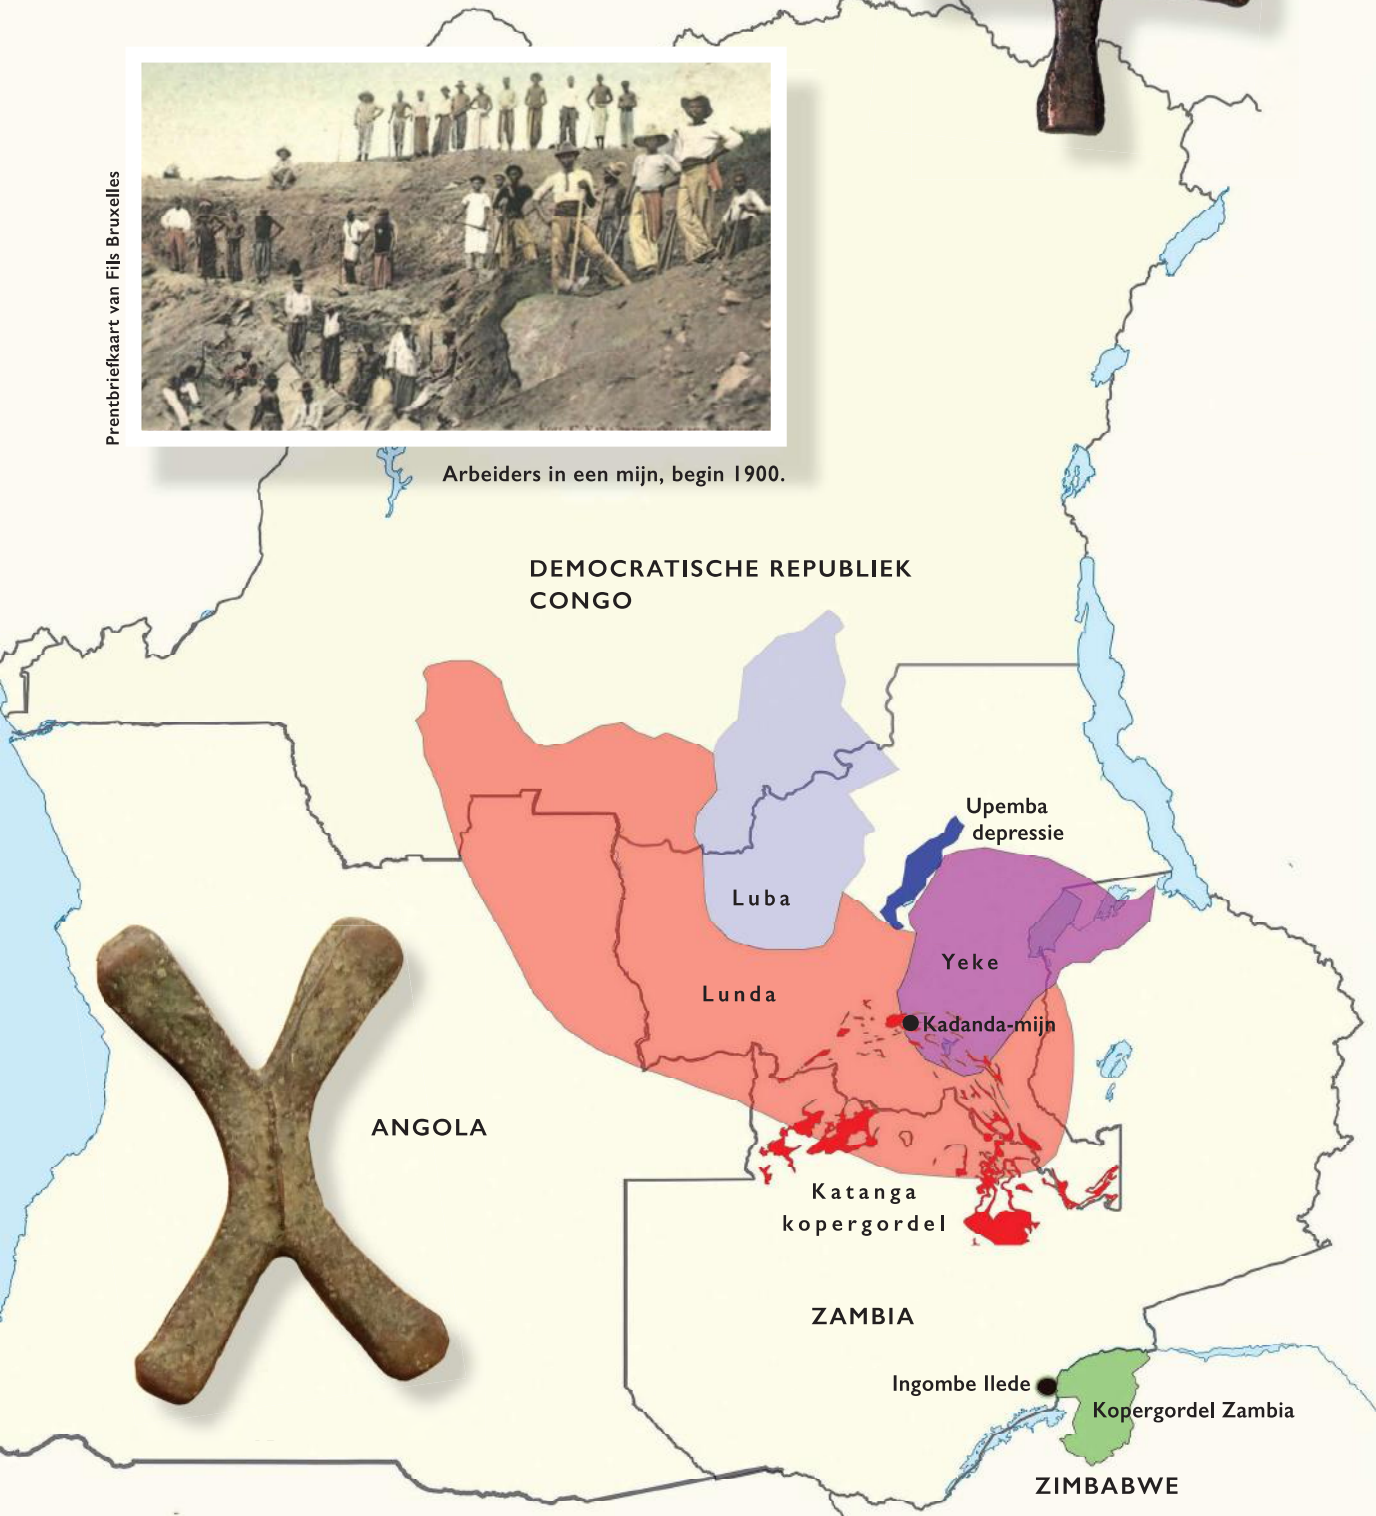 Prentbriefkaart van Fils Bruxelles
Arbeiders in een mijn, begin 1900.
DEMOCRATISCHE REPUBLIEK
CONGO
Upemba
depressie
Luba
Yeke
Lunda
Kadanda-mijn
ANGOLA
Katanga
kopergordel
ZAMBIA
Ingombe Ilede
Kopergordel Zambia
ZIMBABWE